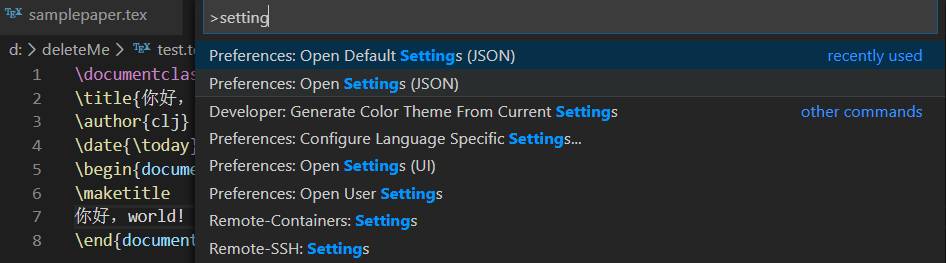 TEX samplepaper.tex
>setting
d: > deleteMe > TEX test.t
Preferences: Open Default Settings (JSON) recently used
1 \documentclas
Preferences: Open Settings (JSON)
2 \title{你好，
Developer: Generate Color Theme From Current Settings other commands
3 \author{clj}
Preferences: Configure Language Specific Settings...
4 \date{\today}
Preferences: Open Settings (UI)
5 \begin{docume
Preferences: Open User Settings
6 \maketitle
Remote-Containers: Settings
7 你好，world!
Remote-SSH: Settings
8 \end{document